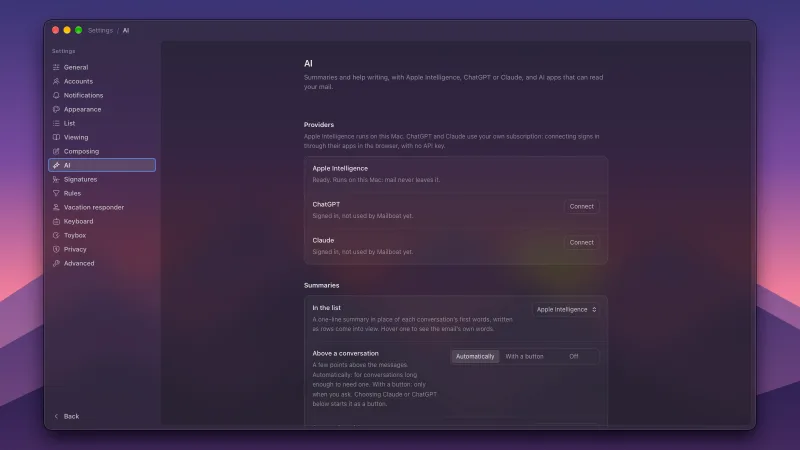 Settings / AI
Settings
General
Accounts
Notifications
Appearance
List
Viewing
Composing
AI
Signatures
Rules
Vacation responder
Keyboard
Toybox
Privacy
Advanced
Back
AI
Summaries and help writing, with Apple Intelligence, ChatGPT or Claude, and AI apps that can read
your mail.
Providers
Apple Intelligence runs on this Mac. ChatGPT and Claude use your own subscription: connecting signs in
through their apps in the browser, with no API key.
Apple Intelligence
Ready. Runs on this Mac: mail never leaves it.
ChatGPT
Signed in, not used by Mailboat yet.
Connect
Claude
Signed in, not used by Mailboat yet.
Connect
Summaries
In the list
A one-line summary in place of each conversation's first words, written
as rows come into view. Hover one to see the email's own words.
Apple Intelligence
Above a conversation
A few points above the messages.
Automatically: for conversations long
enough to need one. With a button: only
when you ask. Choosing Claude or ChatGPT
below starts it as a button.
Automatically With a button Off